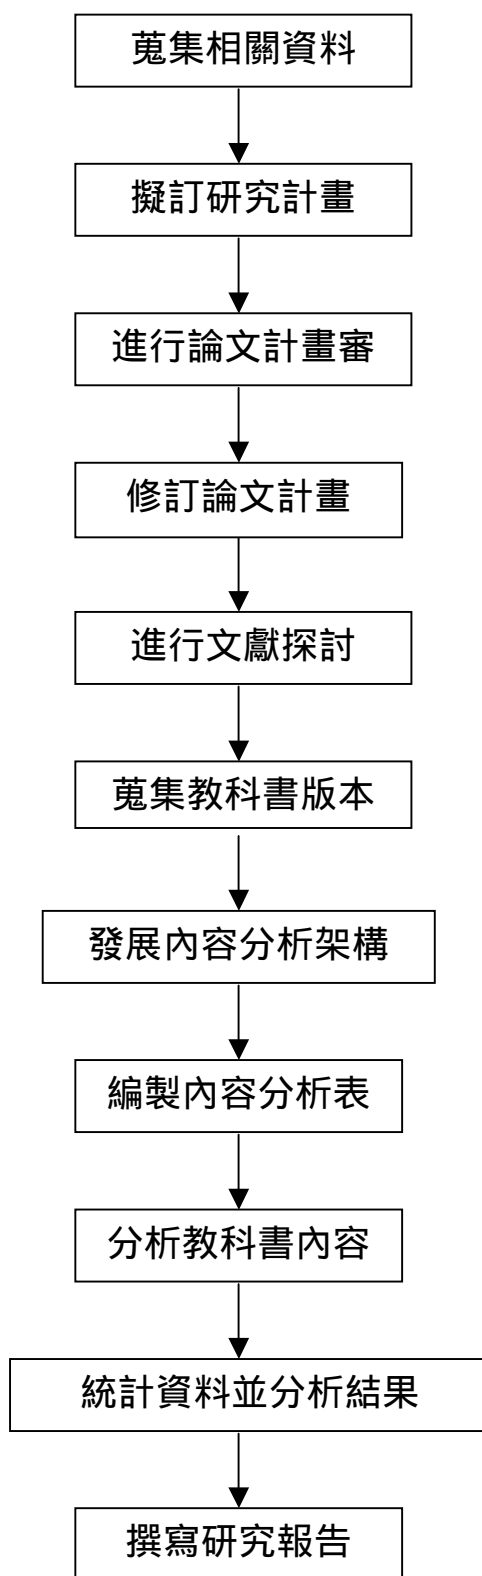 蒐集相關資料
擬訂研究計畫
進行論文計畫審
修訂論文計畫
進行文獻探討
蒐集教科書版本
發展內容分析架構
編製內容分析表
分析教科書內容
統計資料並分析結果
撰寫研究報告